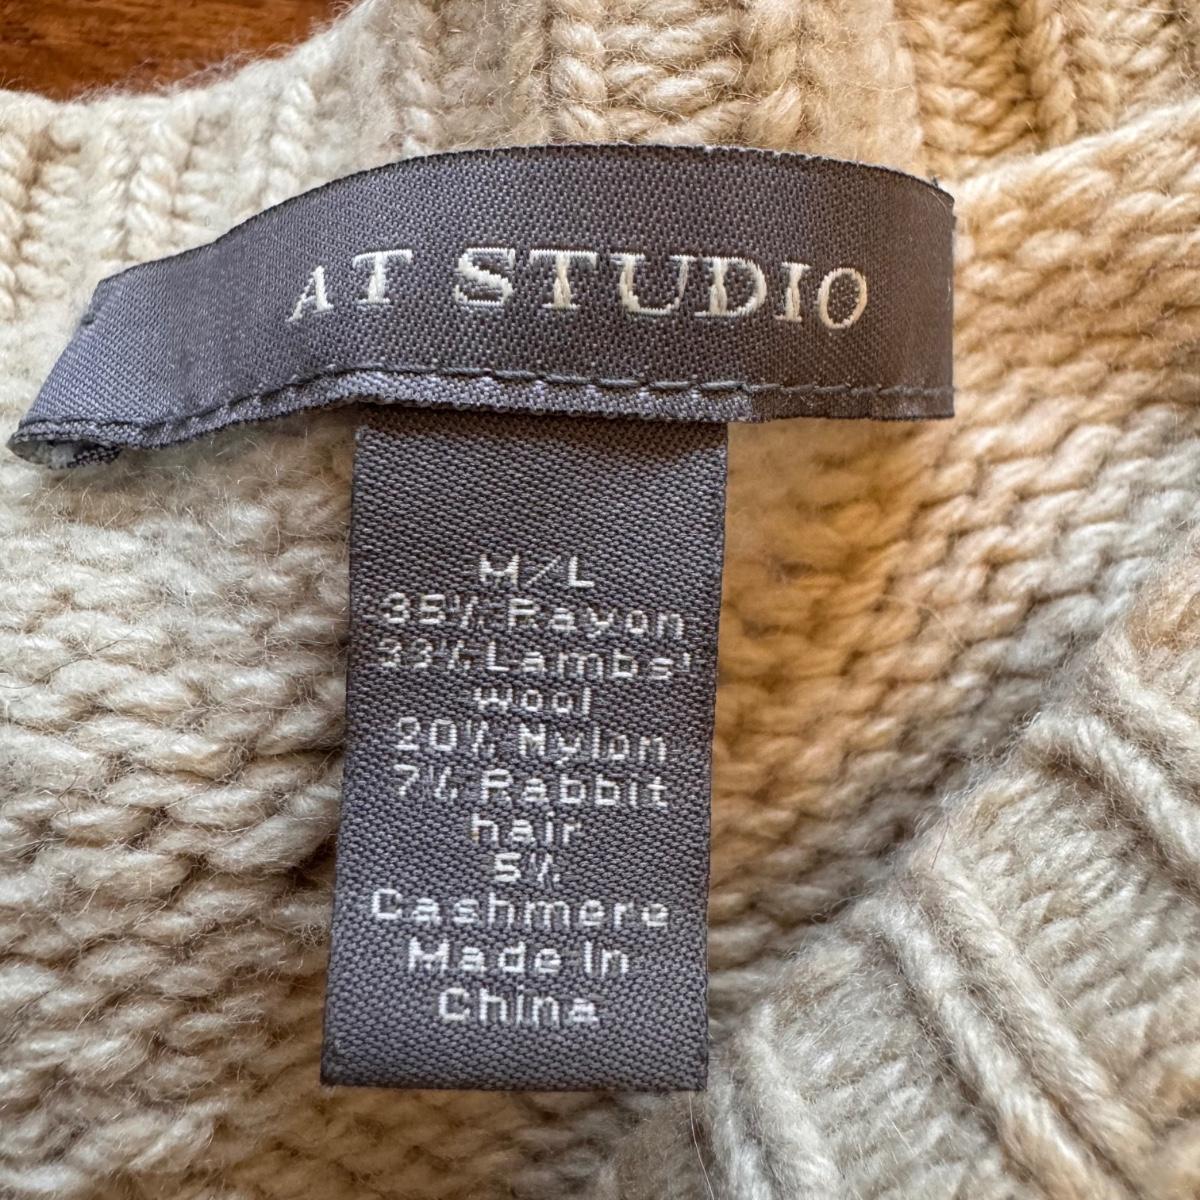 AT STUDIO
M/L
35% Rayon
33% Lambs'
wool
20% Nylon
7% Rabbit
hair
5%
Cashmere
Made In
China